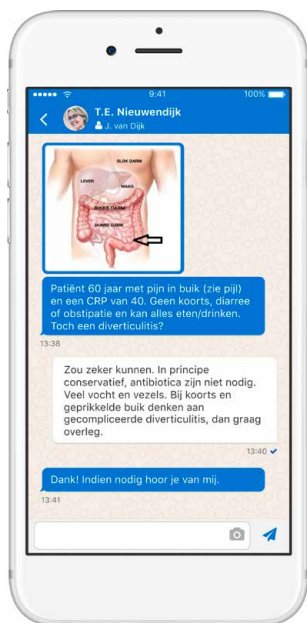 9:41
100%
T.E. Nieuwendijk
J. van Dijk
SLOK DARM
LEVER
MAAG
DIKKE DARM
DUNNE DARM
Patiënt 60 jaar met pijn in buik (zie pijl)
en een CRP van 40. Geen koorts, diarree
of obstipatie en kan alles eten/drinken.
Toch een diverticulitis?
13:38
Zou zeker kunnen. In principe
conservatief, antibiotica zijn niet nodig.
Veel vocht en vezels. Bij koorts en
geprikkelde buik denken aan
gecompliceerde diverticulitis, dan graag
overleg.
13:40
Dank! Indien nodig hoor je van mij.
13:41